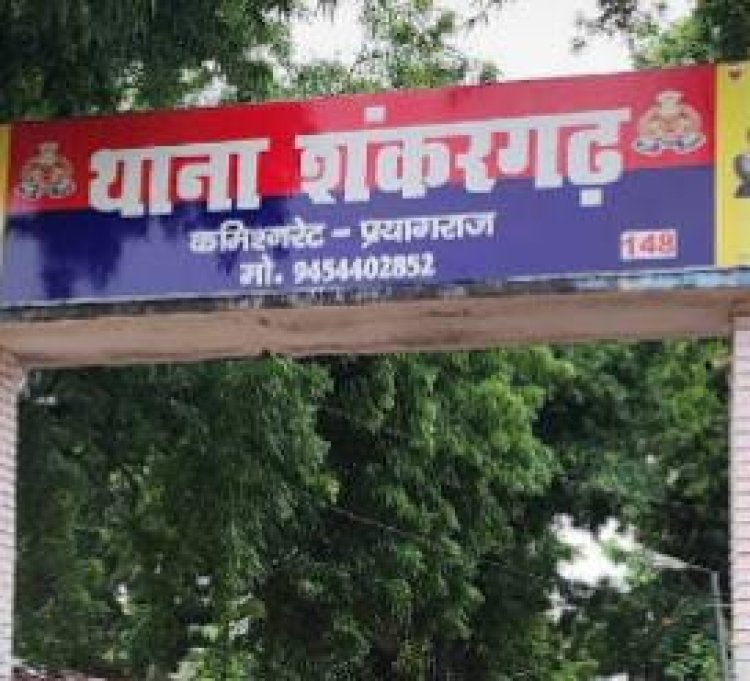 थाना शंकरगढ़
कमिश्नरेट - प्रयागराज
मो. 9454402852
148